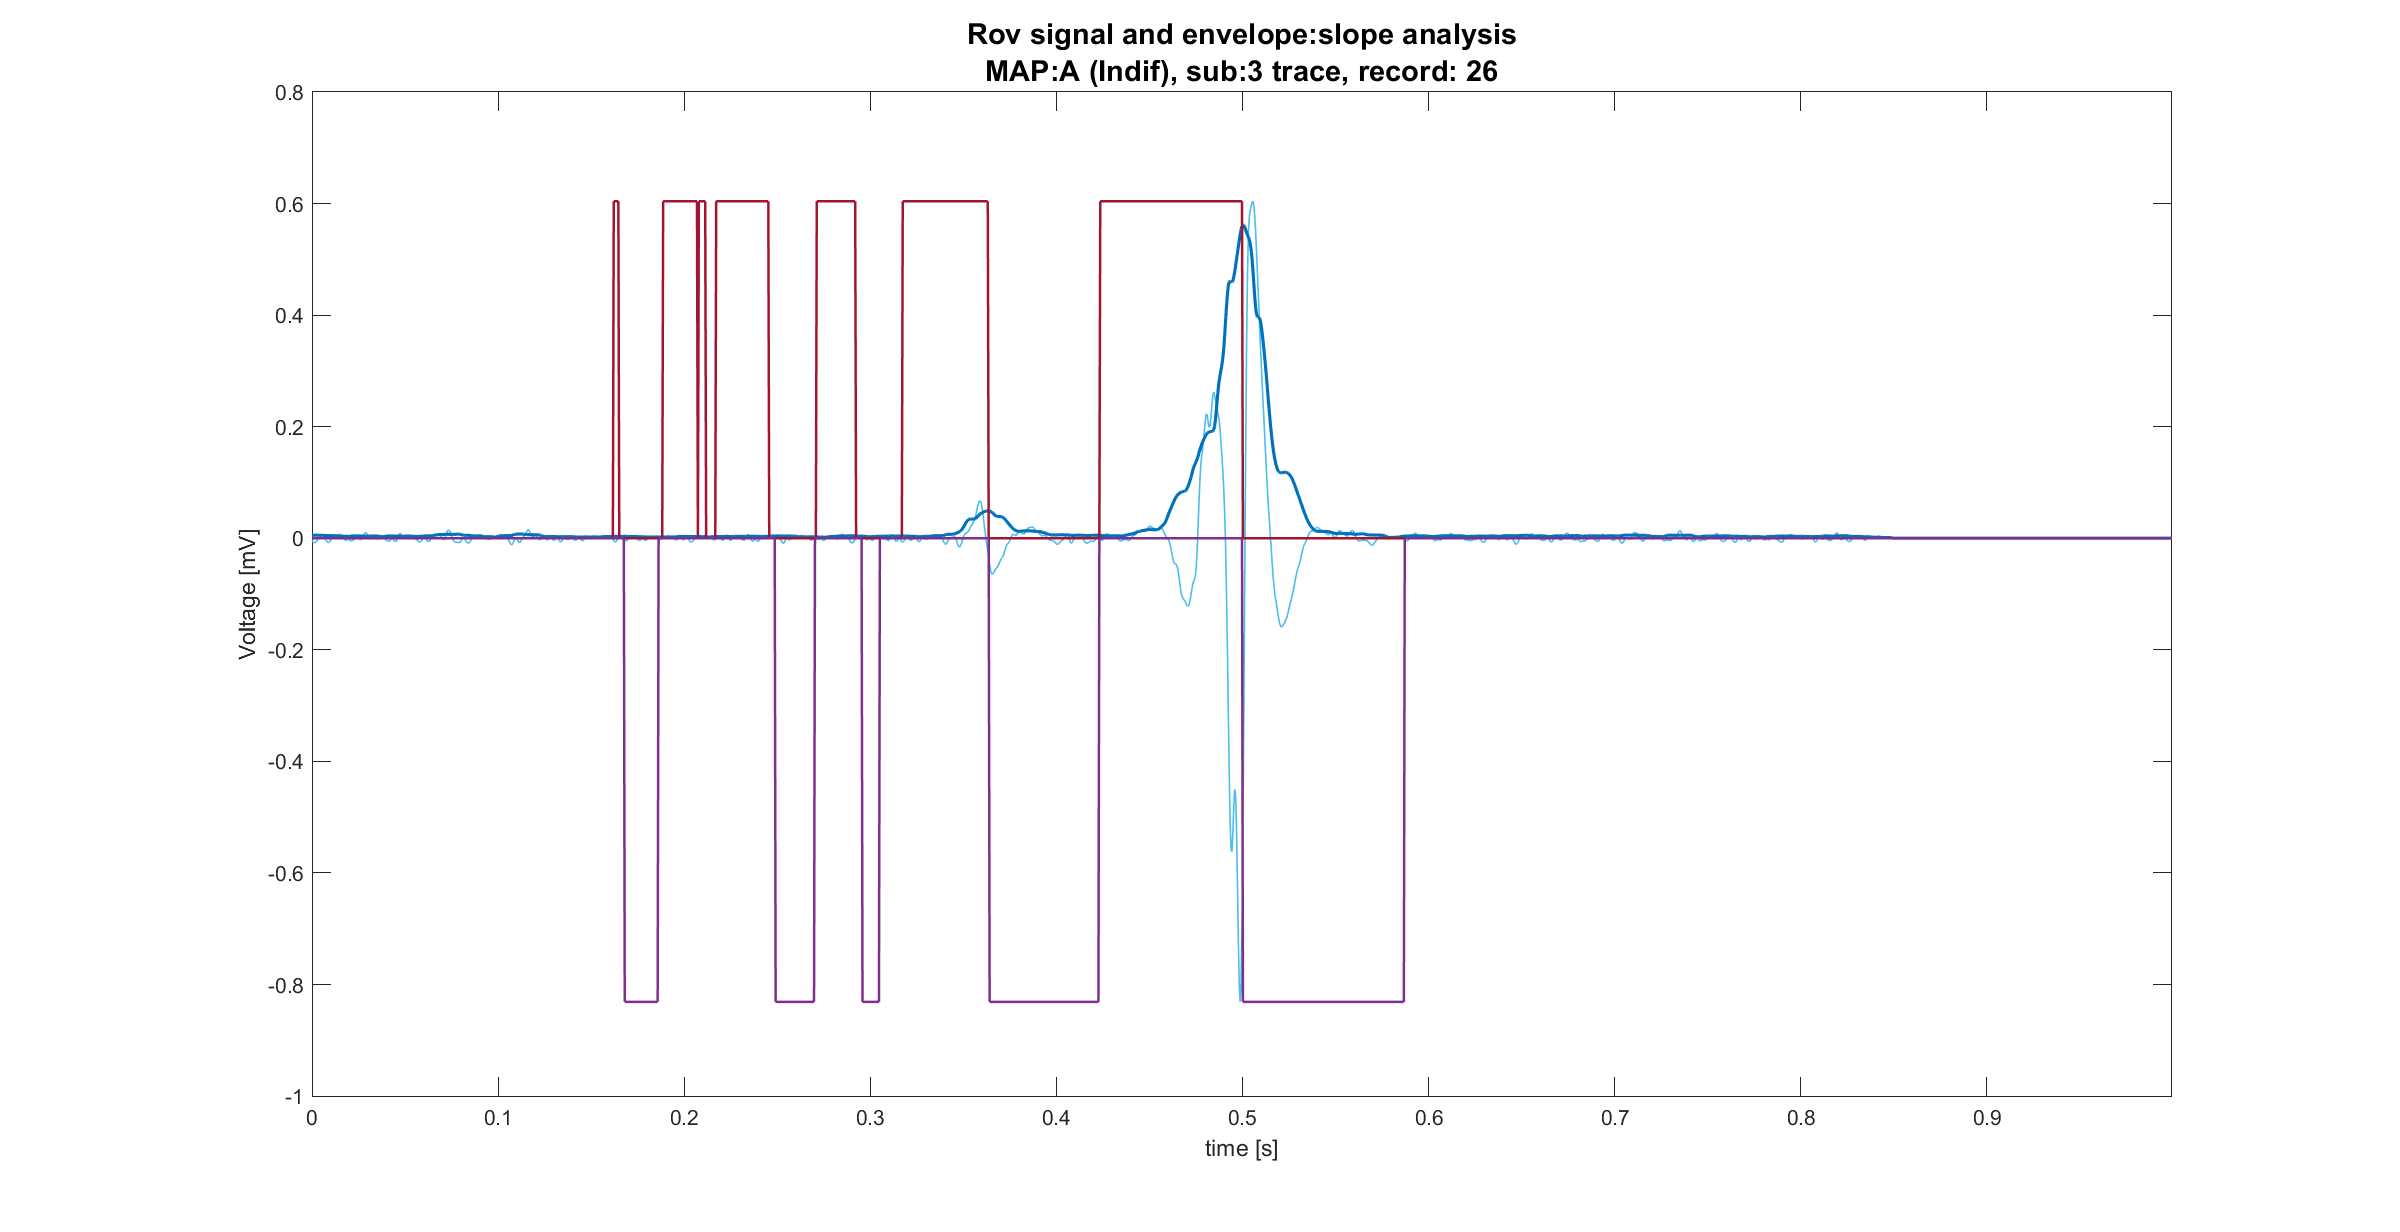 Rov signal and envelope:slope analysis
MAP:A (Indif), sub:3 trace, record: 26
0.8
0.6
0.4
0.2
0
-0.2
-0.4
-0.6
-0.8
-1
Voltage [mV]
0 0.1 0.2 0.3 0.4 0.5 0.6 0.7 0.8 0.9
time [s]